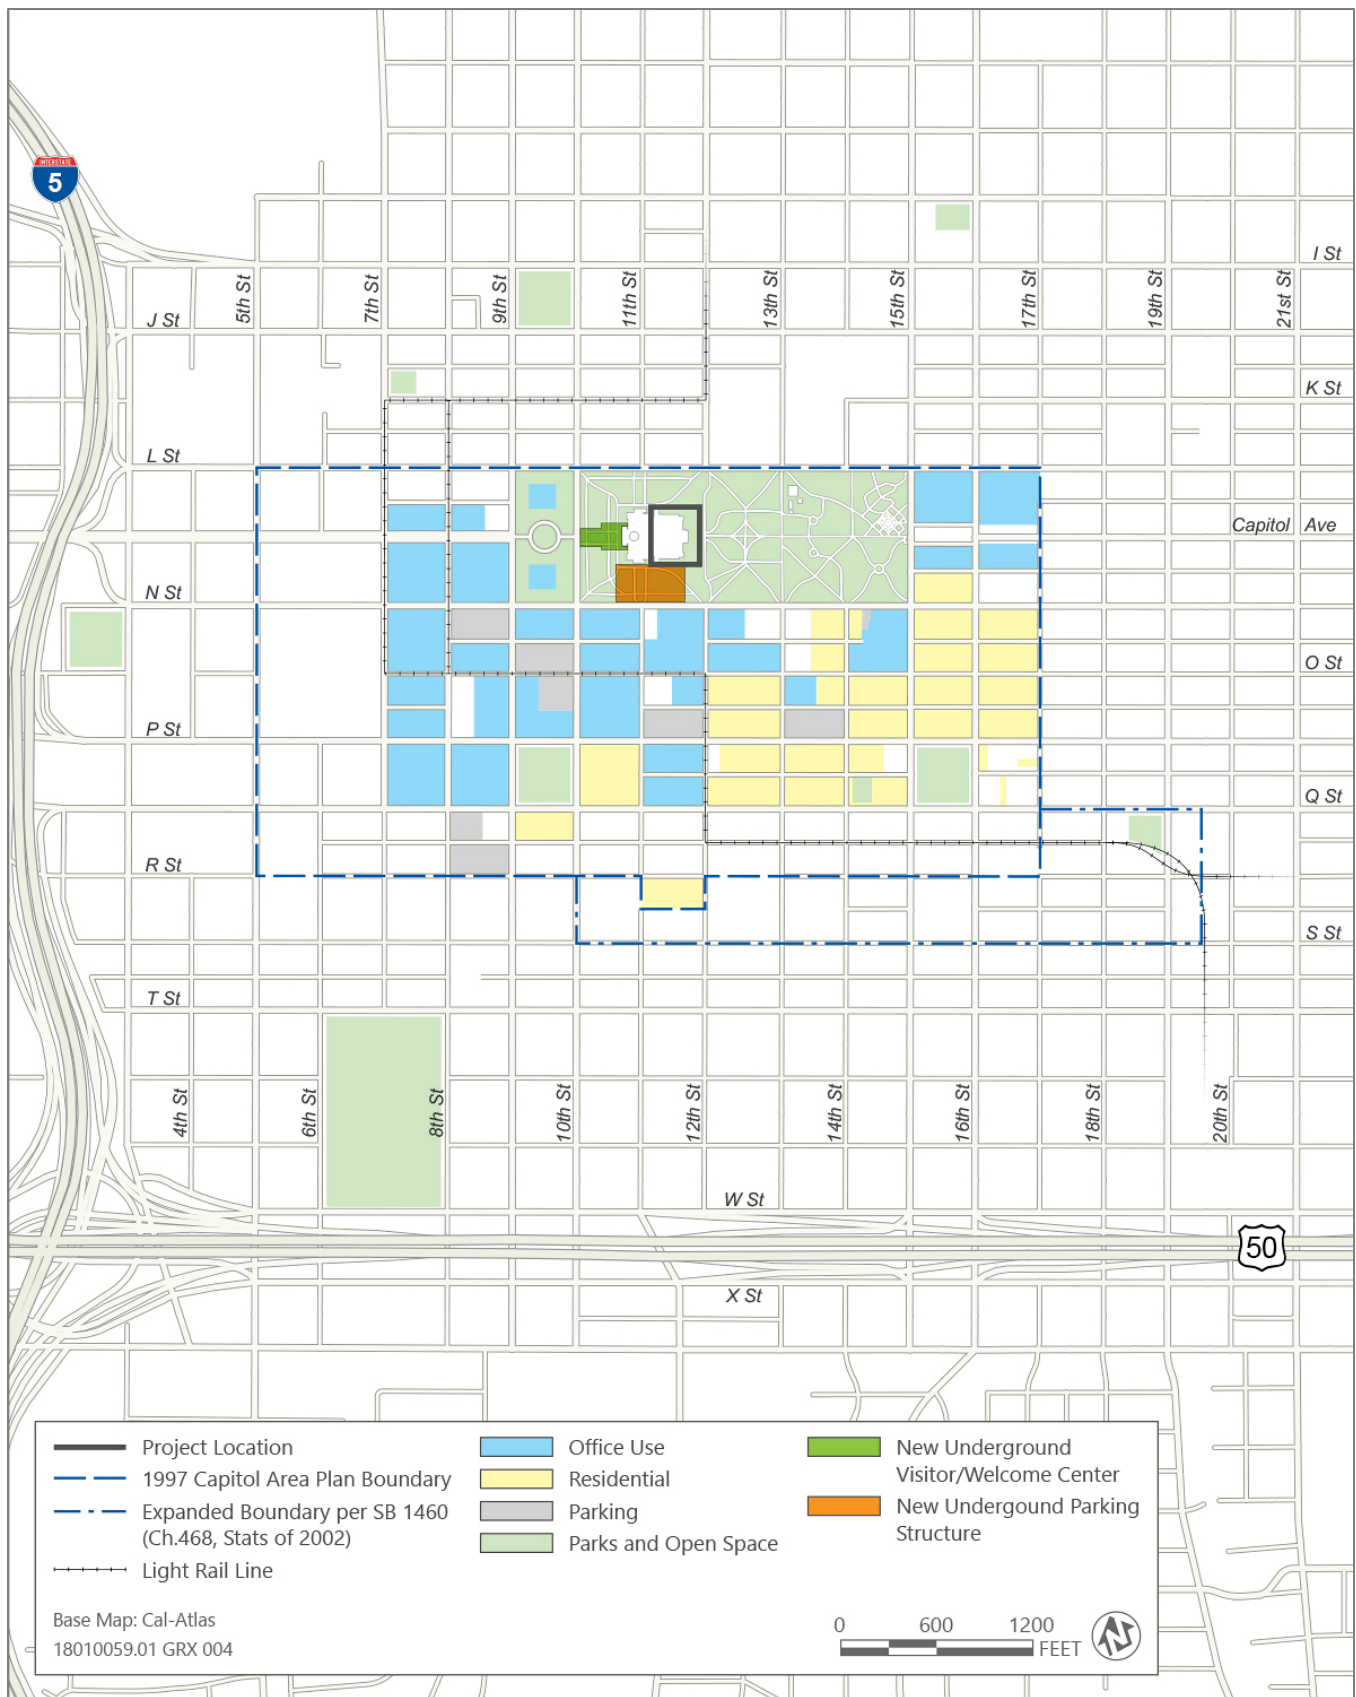 INTERSTATE
5
I St
5th St
7th St
9th St
11th St
13th St
15th St
17th St
19th St
21st St
J St
K St
L St
Capitol Ave
N St
O St
P St
Q St
R St
S St
T St
4th St
6th St
8th St
10th St
12th St
14th St
16th St
18th St
20th St
W St
50
X St
Project Location
1997 Capitol Area Plan Boundary
Expanded Boundary per SB 1460
(Ch.468, Stats of 2002)
Light Rail Line
Office Use
Residential
Parking
Parks and Open Space
New Underground
Visitor/Welcome Center
New Undergound Parking
Structure
Base Map: Cal-Atlas
18010059.01 GRX 004
0 600 1200
FEET
N